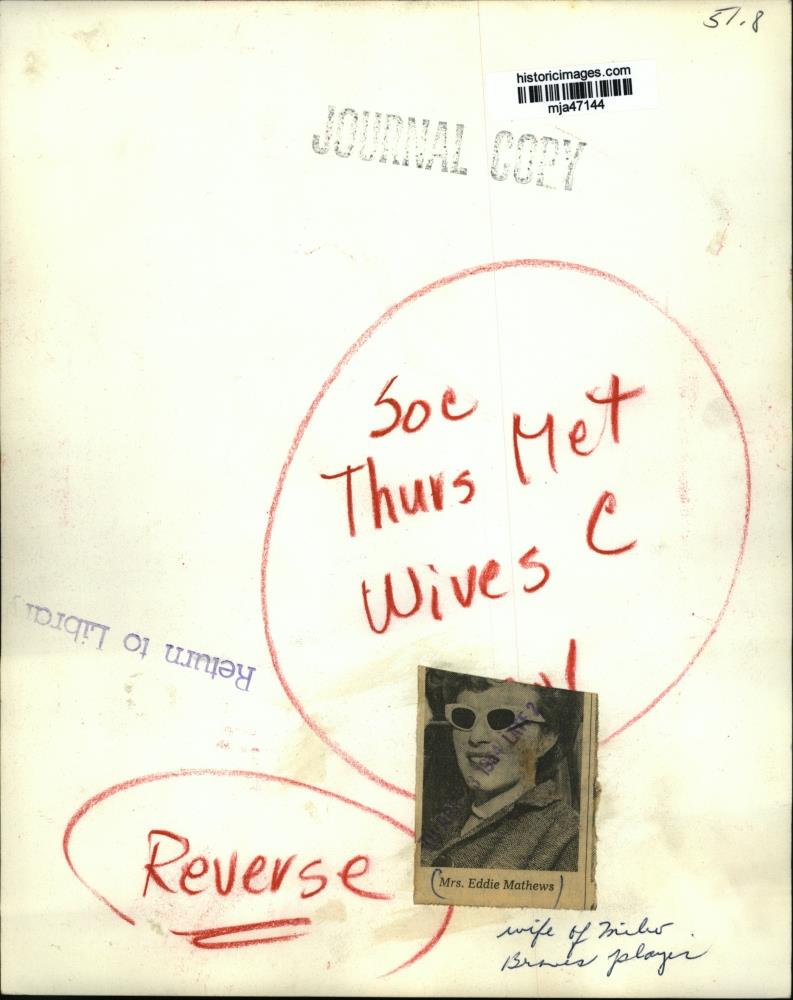 51.8
historicimages.com
mja47144
JOURNAL COPY
Soc
Thurs Met
Wives C
Return to Library
Reverse
(Mrs. Eddie Mathews)
wife of Milw
Braves player